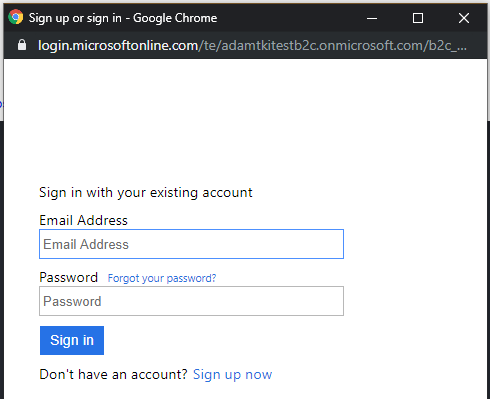 Sign up or sign in - Google Chrome
login.microsoftonline.com/te/adamtkitestb2c.onmicrosoft.com/b2c_...
Sign in with your existing account
Email Address
Email Address
Password Forgot your password?
Password
Sign in
Don't have an account? Sign up now